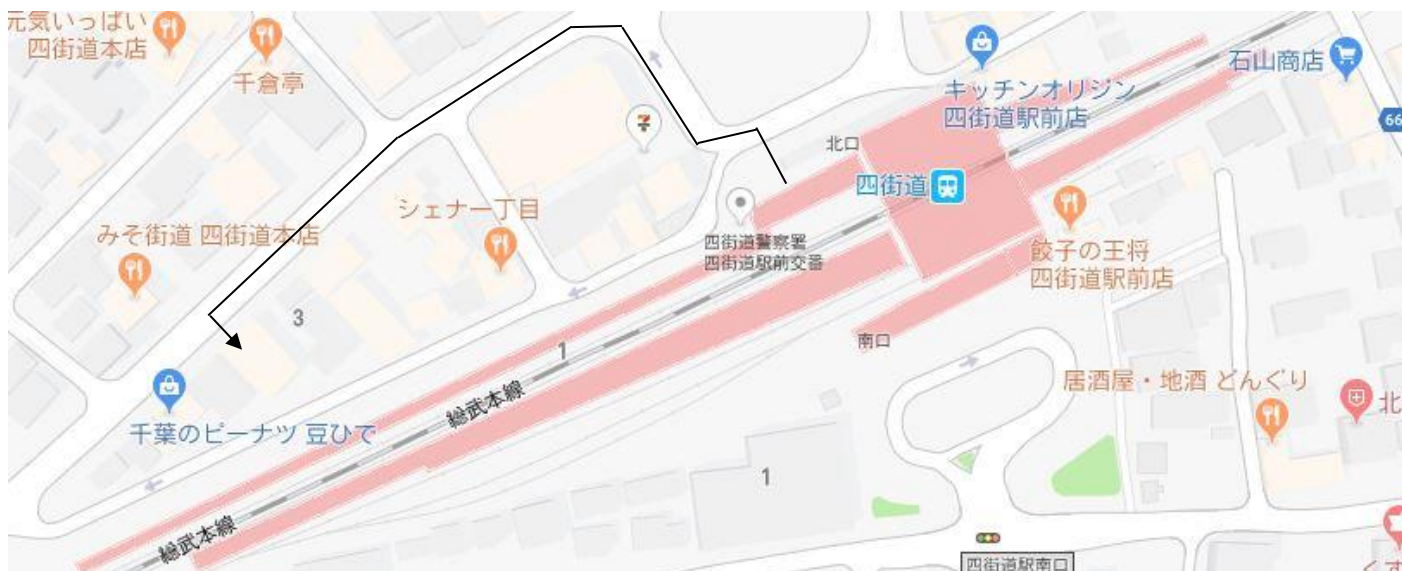 元気いっぱい
四街道本店
千倉亭
キッチンオリジン
四街道駅前店
石山商店
66
北口
四街道
シェナ一丁目
みそ街道 四街道本店
四街道警察署
四街道駅前交番
餃子の王将
四街道駅前店
3
1
南口
居酒屋・地酒 どんぐり
北
総武本線
千葉のピーナツ 豆ひで
1
総武本線
四街道駅南口